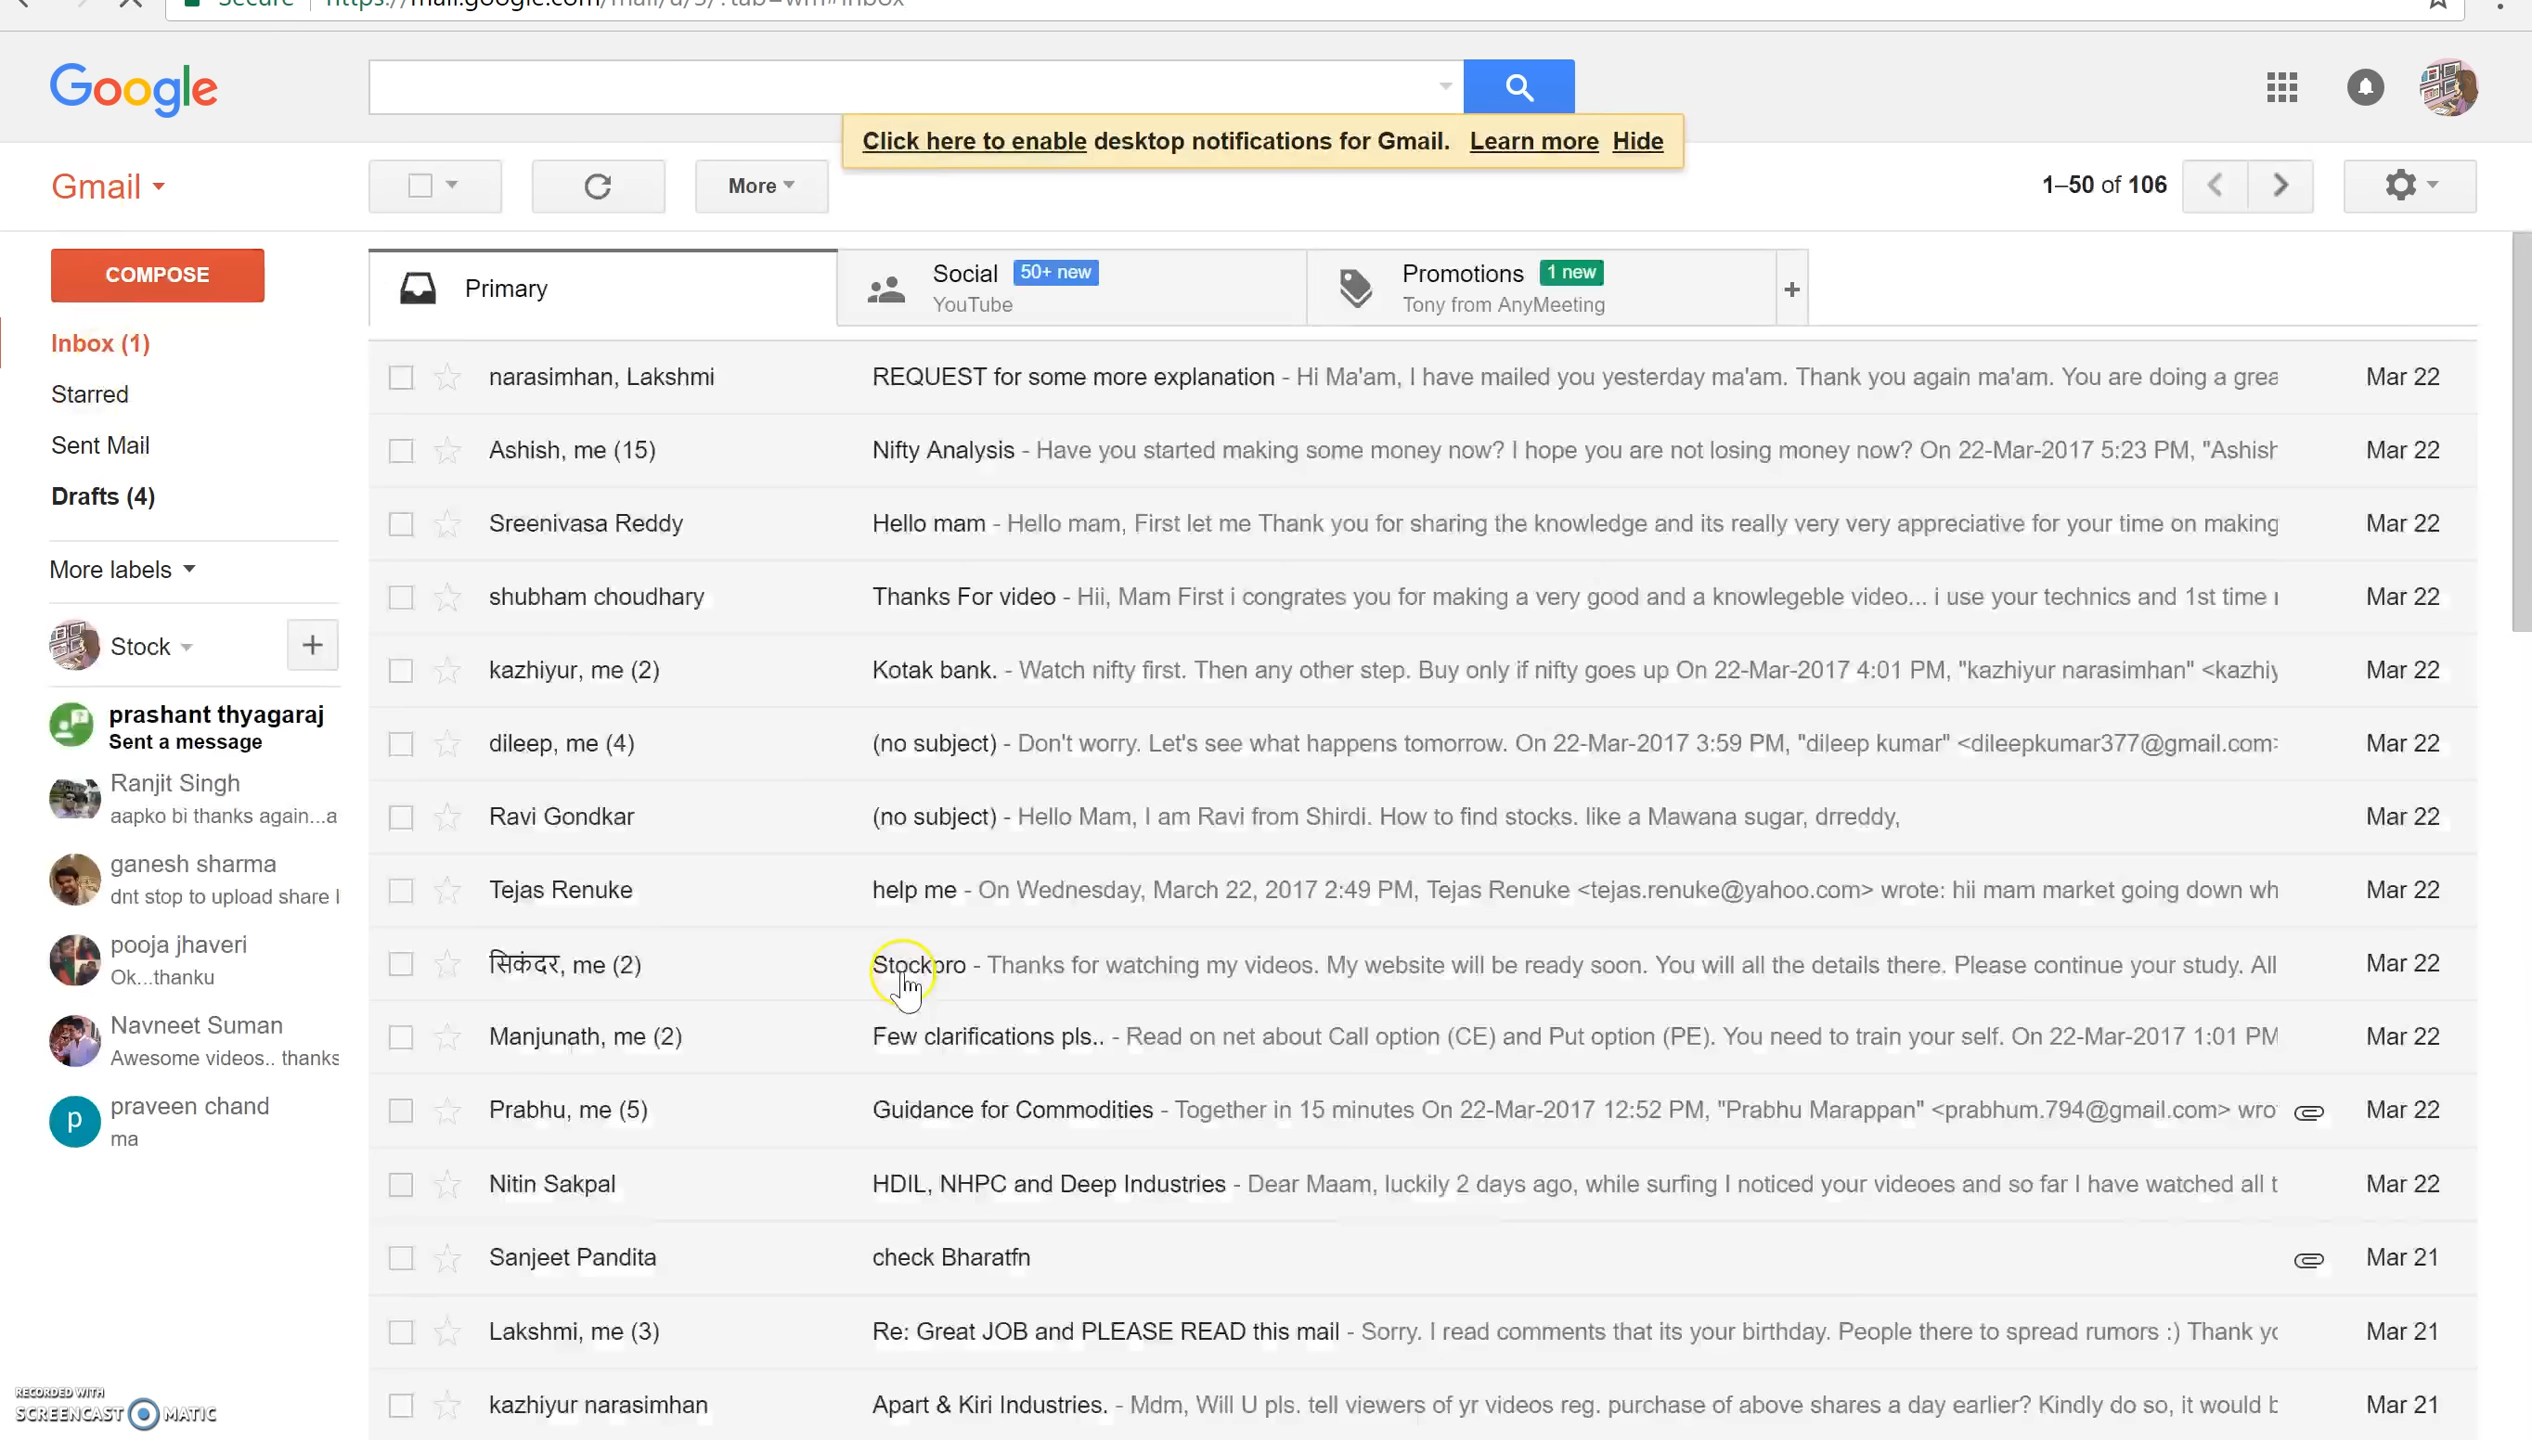 Secure https://mail.google.com/mail/u/3/?tab=wm#inbox
Google
Click here to enable desktop notifications for Gmail. Learn more Hide
Gmail More 1–50 of 106
COMPOSE
Inbox (1)
Starred
Sent Mail
Drafts (4)
More labels
Stock
prashant thyagaraj
Sent a message
Ranjit Singh
aapko bi thanks again...a
ganesh sharma
dnt stop to upload share
pooja jhaveri
Ok...thanku
Navneet Suman
Awesome videos.. thanks
p praveen chand
ma
Primary
Social 50+ new
YouTube
Promotions 1 new
Tony from AnyMeeting
narasimhan, Lakshmi REQUEST for some more explanation - Hi Ma'am, I have mailed you yesterday ma'am. Thank you again ma'am. You are doing a grea Mar 22
Ashish, me (15) Nifty Analysis - Have you started making some money now? I hope you are not losing money now? On 22-Mar-2017 5:23 PM, "Ashish Mar 22
Sreenivasa Reddy Hello mam - Hello mam, First let me Thank you for sharing the knowledge and its really very very appreciative for your time on making Mar 22
shubham choudhary Thanks For video - Hii, Mam First i congrates you for making a very good and a knowlegeble video... i use your technics and 1st time Mar 22
kazhiyur, me (2) Kotak bank. - Watch nifty first. Then any other step. Buy only if nifty goes up On 22-Mar-2017 4:01 PM, "kazhiyur narasimhan" <kazhiy Mar 22
dileep, me (4) (no subject) - Don't worry. Let's see what happens tomorrow. On 22-Mar-2017 3:59 PM, "dileep kumar" <dileepkumar377@gmail.com Mar 22
Ravi Gondkar (no subject) - Hello Mam, I am Ravi from Shirdi. How to find stocks. like a Mawana sugar, drreddy, Mar 22
Tejas Renuke help me - On Wednesday, March 22, 2017 2:49 PM, Tejas Renuke <tejas.renuke@yahoo.com> wrote: hii mam market going down wh Mar 22
सिकंदर, me (2) Stockpro - Thanks for watching my videos. My website will be ready soon. You will all the details there. Please continue your study. All Mar 22
Manjunath, me (2) Few clarifications pls.. - Read on net about Call option (CE) and Put option (PE). You need to train your self. On 22-Mar-2017 1:01 PM Mar 22
Prabhu, me (5) Guidance for Commodities - Together in 15 minutes On 22-Mar-2017 12:52 PM, "Prabhu Marappan" <prabhum.794@gmail.com> wro Mar 22
Nitin Sakpal HDIL, NHPC and Deep Industries - Dear Maam, luckily 2 days ago, while surfing I noticed your videoes and so far I have watched all t Mar 22
Sanjeet Pandita check Bharatfn Mar 21
Lakshmi, me (3) Re: Great JOB and PLEASE READ this mail - Sorry. I read comments that its your birthday. People there to spread rumors :) Thank yo Mar 21
kazhiyur narasimhan Apart & Kiri Industries. - Mdm, Will U pls. tell viewers of yr videos reg. purchase of above shares a day earlier? Kindly do so, it would b Mar 21
RECORDED WITH
SCREENCAST MATIC